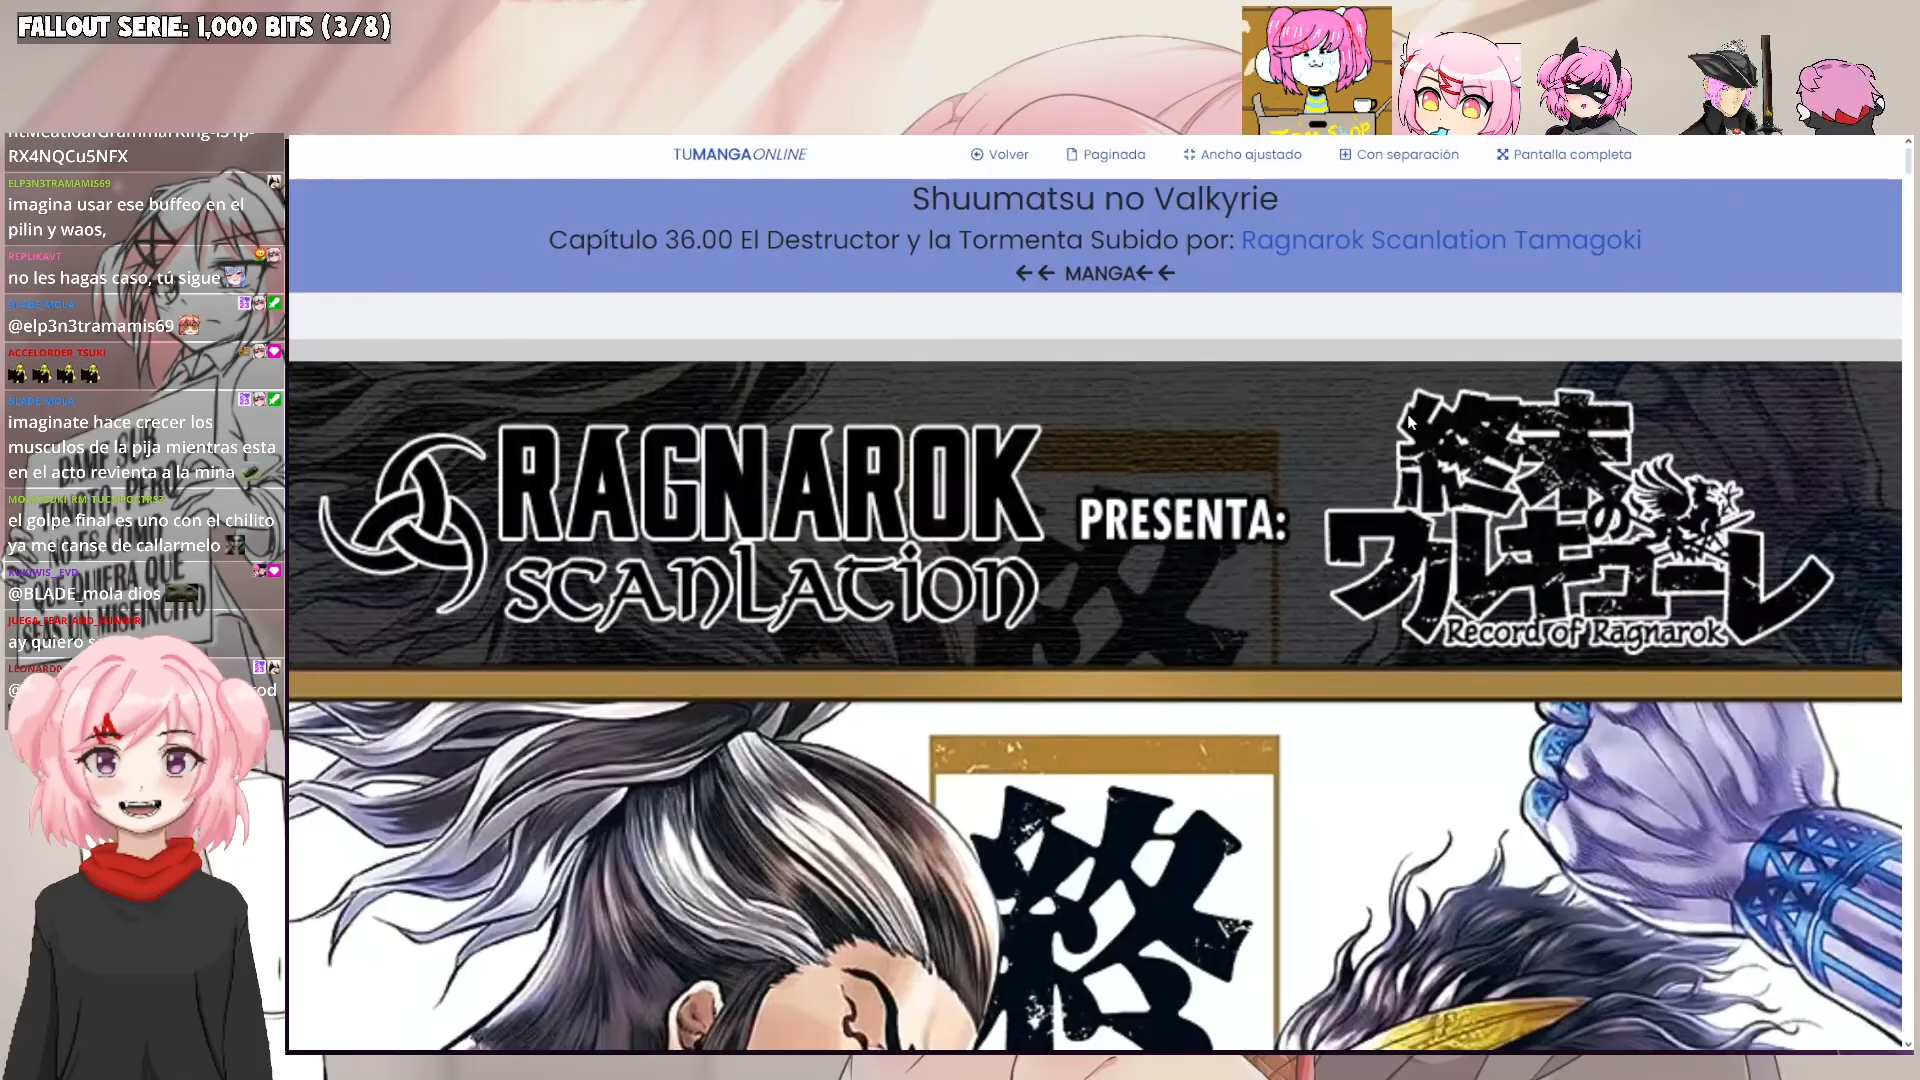 FALLOUT SERIE: 1,000 BITS (3/8)
TUMANGAONLINE
Volver
Paginada
Ancho ajustado
Con separación
Pantalla completa
Shuumatsu no Valkyrie
Capítulo 36.00 El Destructor y la Tormenta Subido por: Ragnarok Scanlation Tamagoki
←← MANGA←←
RAGNAROK
SCANLATION
PRESENTA:
終末の
ワルキューレ
Record of Ragnarok
終
RX4NQCu5NFX
ELP3N3TRAMAMIS69
imagina usar ese buffeo en el
pilin y waos,
REPLIKAVT
no les hagas caso, tú sigue
BLADE_MOLA
@elp3n3tramamis69
ACCELORDER_TSUKI
BLADE_MOLA
imaginate hace crecer los
musculos de la pija mientras esta
en el acto revienta a la mina
el golpe final es uno con el chilito
ya me canse de callarmelo
@BLADE_mola dios
JUEGA_FEAR_AND_HUNGER
ay quiero
LEONARDO
@